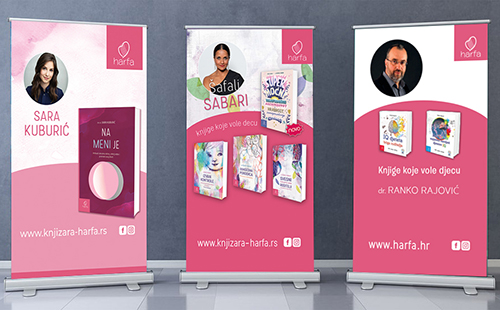 harfa
SARA
KUBURIĆ
NA
MENI JE
www.knjizara-harfa.rs
harfa
Šafali
SABARI
knjige koje vole decu
NOVO
www.knjizara-harfa.rs
harfa
Knjige koje vole djecu
dr. RANKO RAJOVIĆ
www.harfa.hr